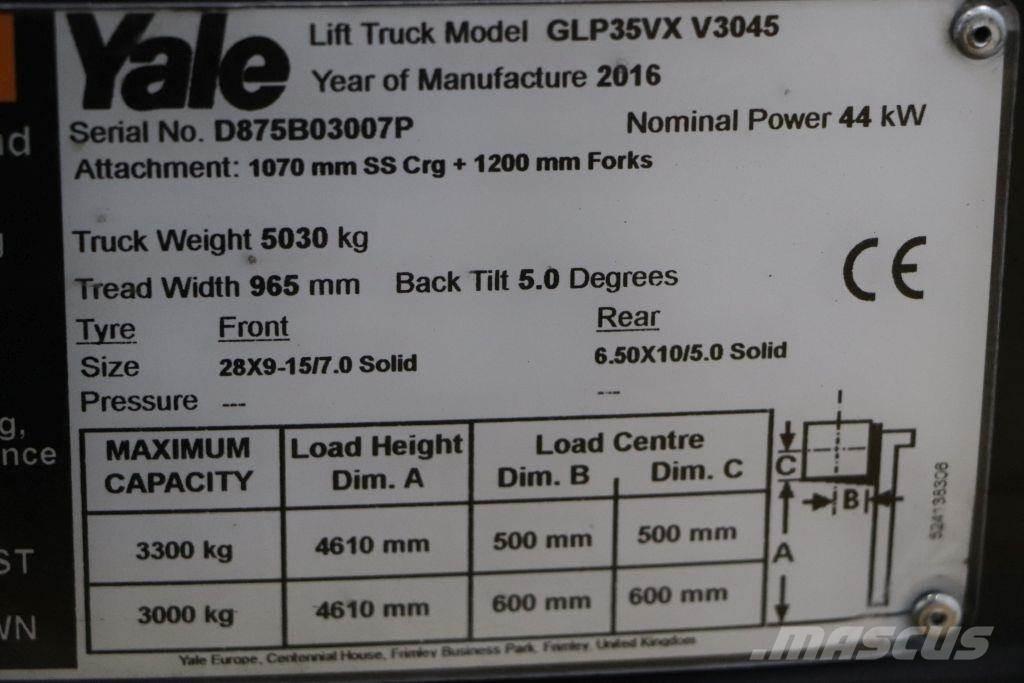 Yale
Lift Truck Model GLP35VX V3045
Year of Manufacture 2016
Serial No. D875B03007P
Nominal Power 44 kW
Attachment: 1070 mm SS Crg + 1200 mm Forks
Truck Weight 5030 kg
Tread Width 965 mm Back Tilt 5.0 Degrees
CE
Tyre Front Rear
Size 28X9-15/7.0 Solid 6.50X10/5.0 Solid
Pressure --- ---
MAXIMUM CAPACITY Load Height Dim. A Load Centre Dim. B Dim. C
3300 kg 4610 mm 500 mm 500 mm
3000 kg 4610 mm 600 mm 600 mm
C
B
A
524138306
Yale Europe, Centennial House, Frimley Business Park, Frimley, United Kingdom
nd
g,
nce
ST
WN
MASCUS